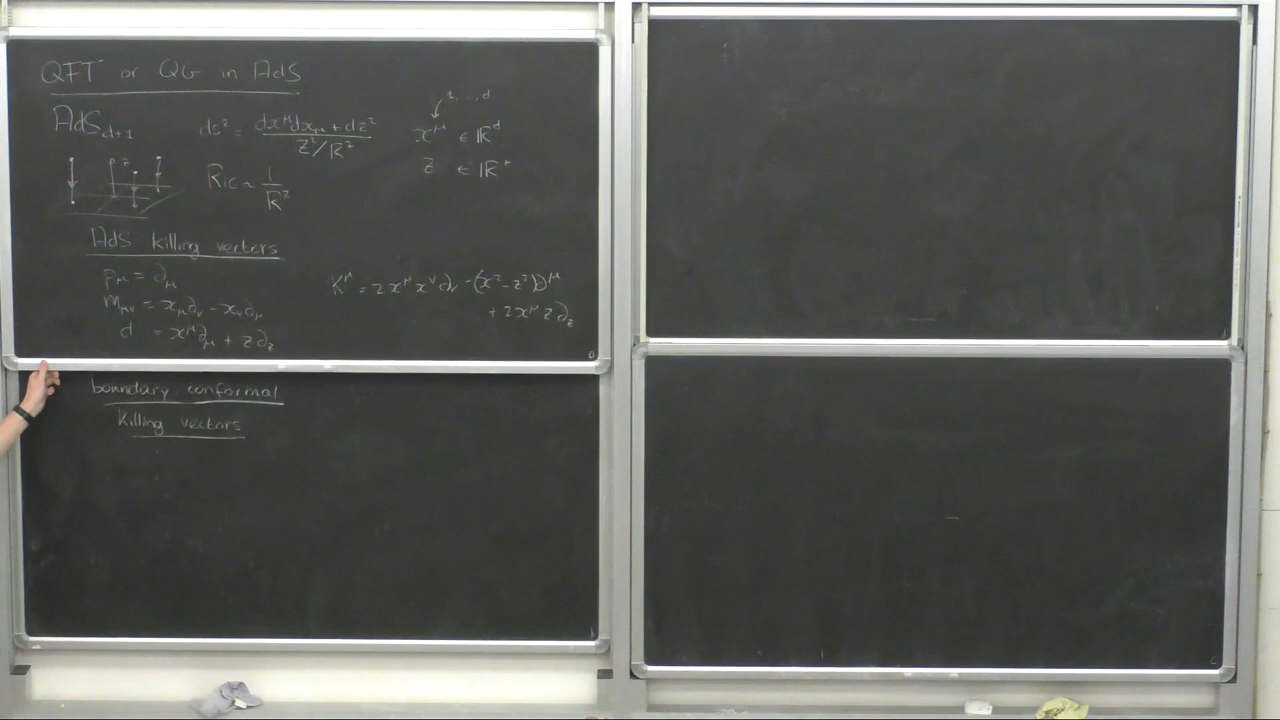 QFT or QG in AdS
1, ..., d
AdS_{d+1} ds² = (dx^μ dx_μ + dz²) / (z²/R²) x^μ ∈ ℝ^d
z ∈ ℝ⁺
z
Ric ~ 1/R²
AdS killing vectors
p_μ = ∂_μ
K^μ = 2x^μ x^ν ∂_ν - (x² - z²)∂^μ
+ 2x^μ z ∂_z
m_{μν} = x_μ ∂_ν - x_ν ∂_μ
d = x^μ ∂_μ + z ∂_z
boundary conformal
Killing vectors